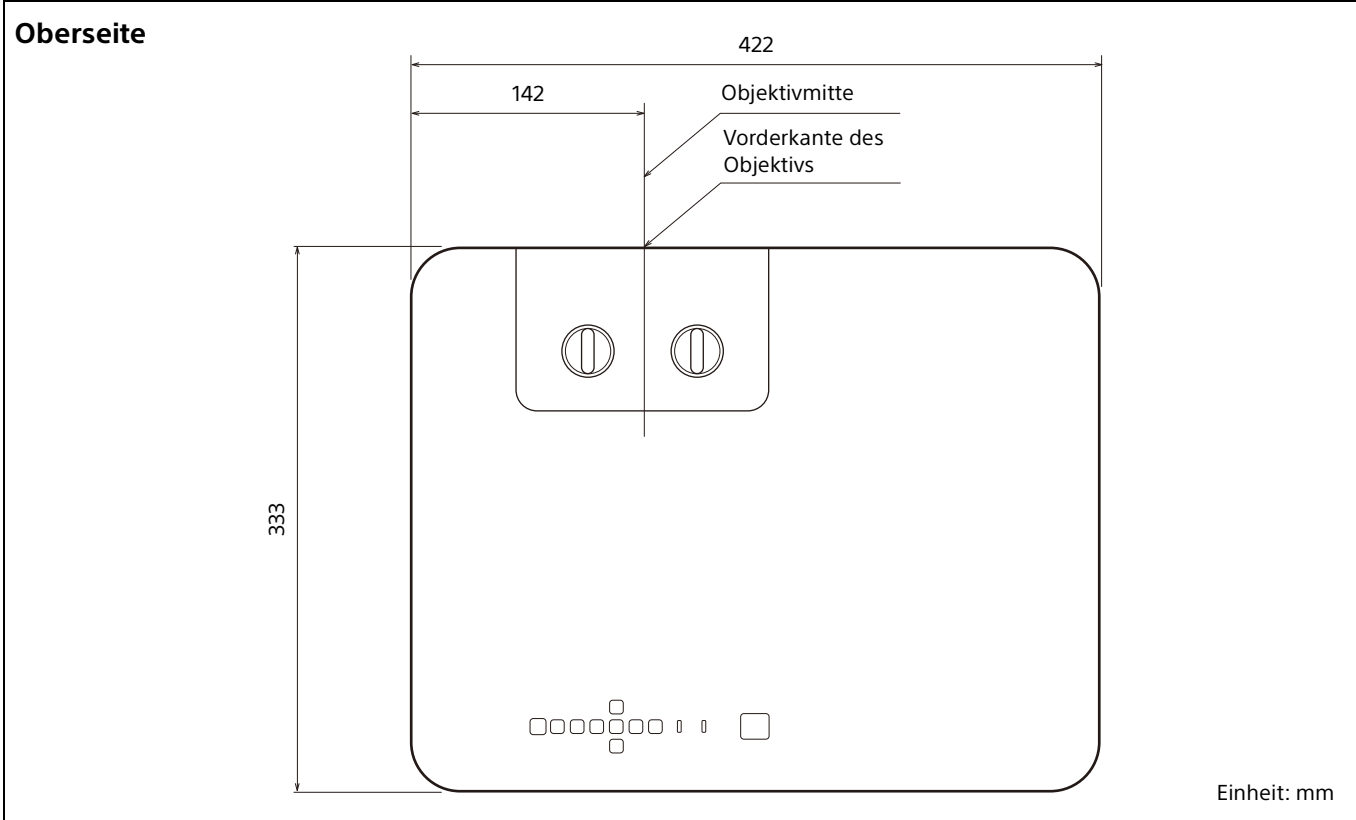 Oberseite
422
142
Objektivmitte
Vorderkante des
Objektivs
333
Einheit: mm